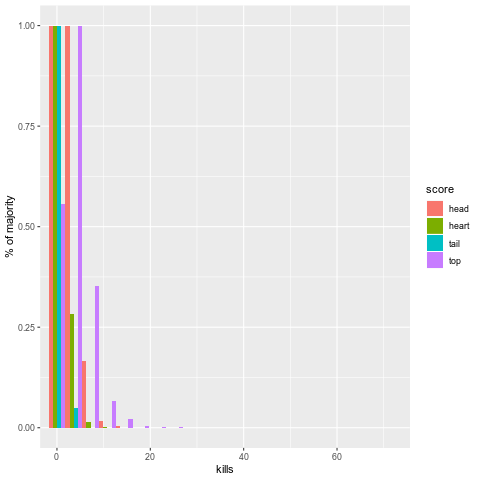 1.00
0.75
0.50
0.25
0.00
% of majority
0
20
40
60
kills
score
head
heart
tail
top